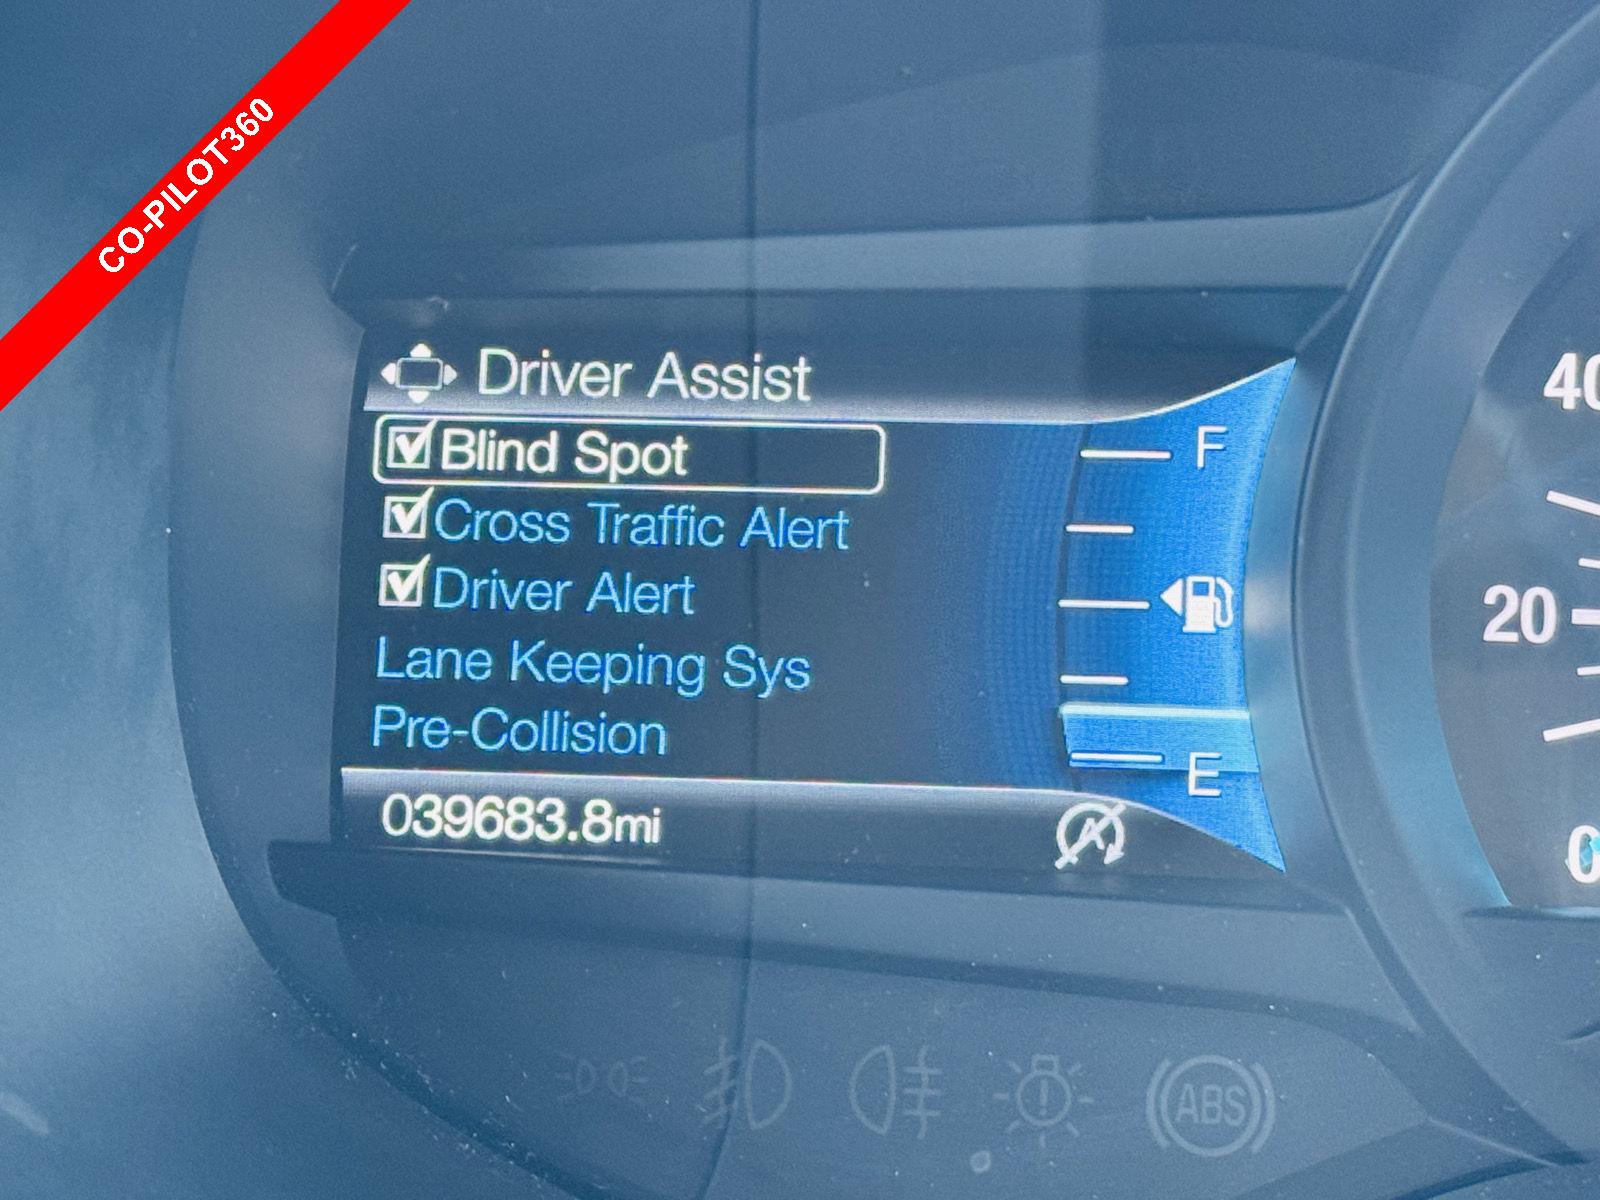 CO-PILOT360
Driver Assist
Blind Spot
Cross Traffic Alert
Driver Alert
Lane Keeping Sys
Pre-Collision
039683.8mi
F
E
A
40
20
0
ABS